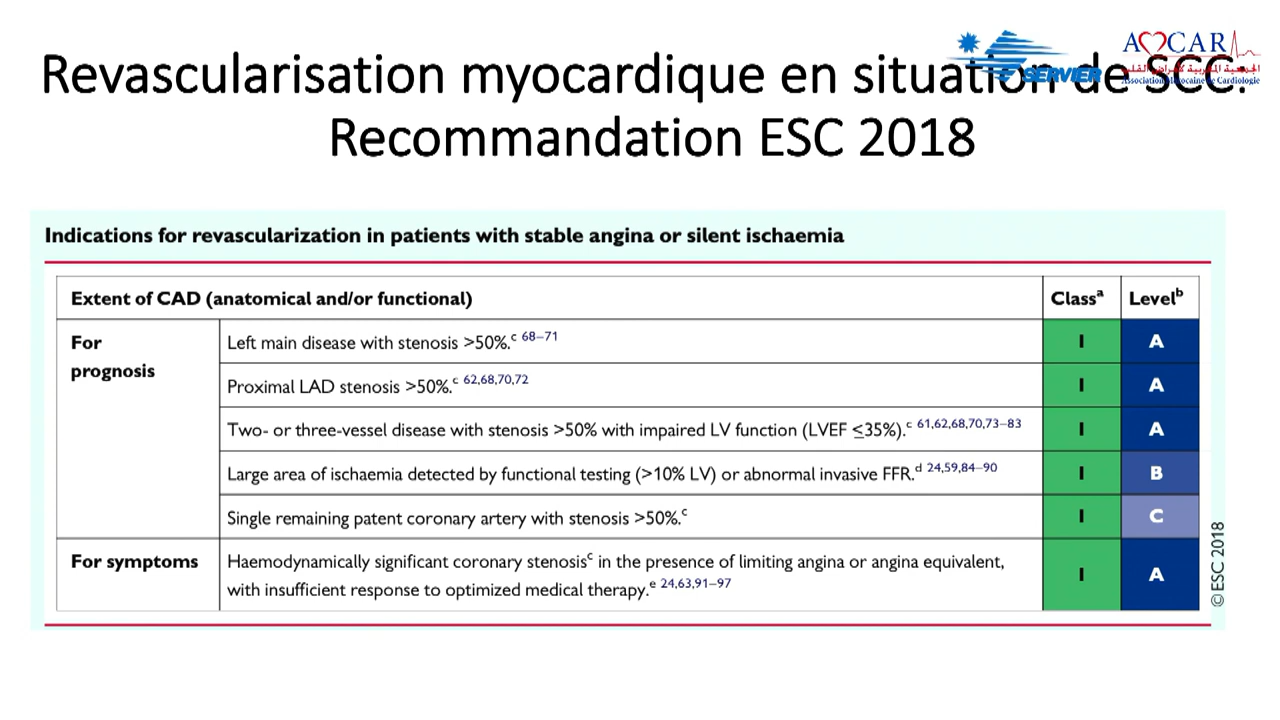 Revascularisation myocardique en situation de SCC:
Recommandation ESC 2018
SERVIER
AMCAR
الجمعية المغربية لأمراض القلب
Association Marocaine de Cardiologie
Indications for revascularization in patients with stable angina or silent ischaemia
Extent of CAD (anatomical and/or functional) Classᵃ Levelᵇ
For prognosis
Left main disease with stenosis >50%.ᶜ 68–71 I A
Proximal LAD stenosis >50%.ᶜ 62,68,70,72 I A
Two- or three-vessel disease with stenosis >50% with impaired LV function (LVEF ≤35%).ᶜ 61,62,68,70,73–83 I A
Large area of ischaemia detected by functional testing (>10% LV) or abnormal invasive FFR.ᵈ 24,59,84–90 I B
Single remaining patent coronary artery with stenosis >50%.ᶜ I C
For symptoms
Haemodynamically significant coronary stenosisᶜ in the presence of limiting angina or angina equivalent,
with insufficient response to optimized medical therapy.ᵉ 24,63,91–97 I A
© ESC 2018